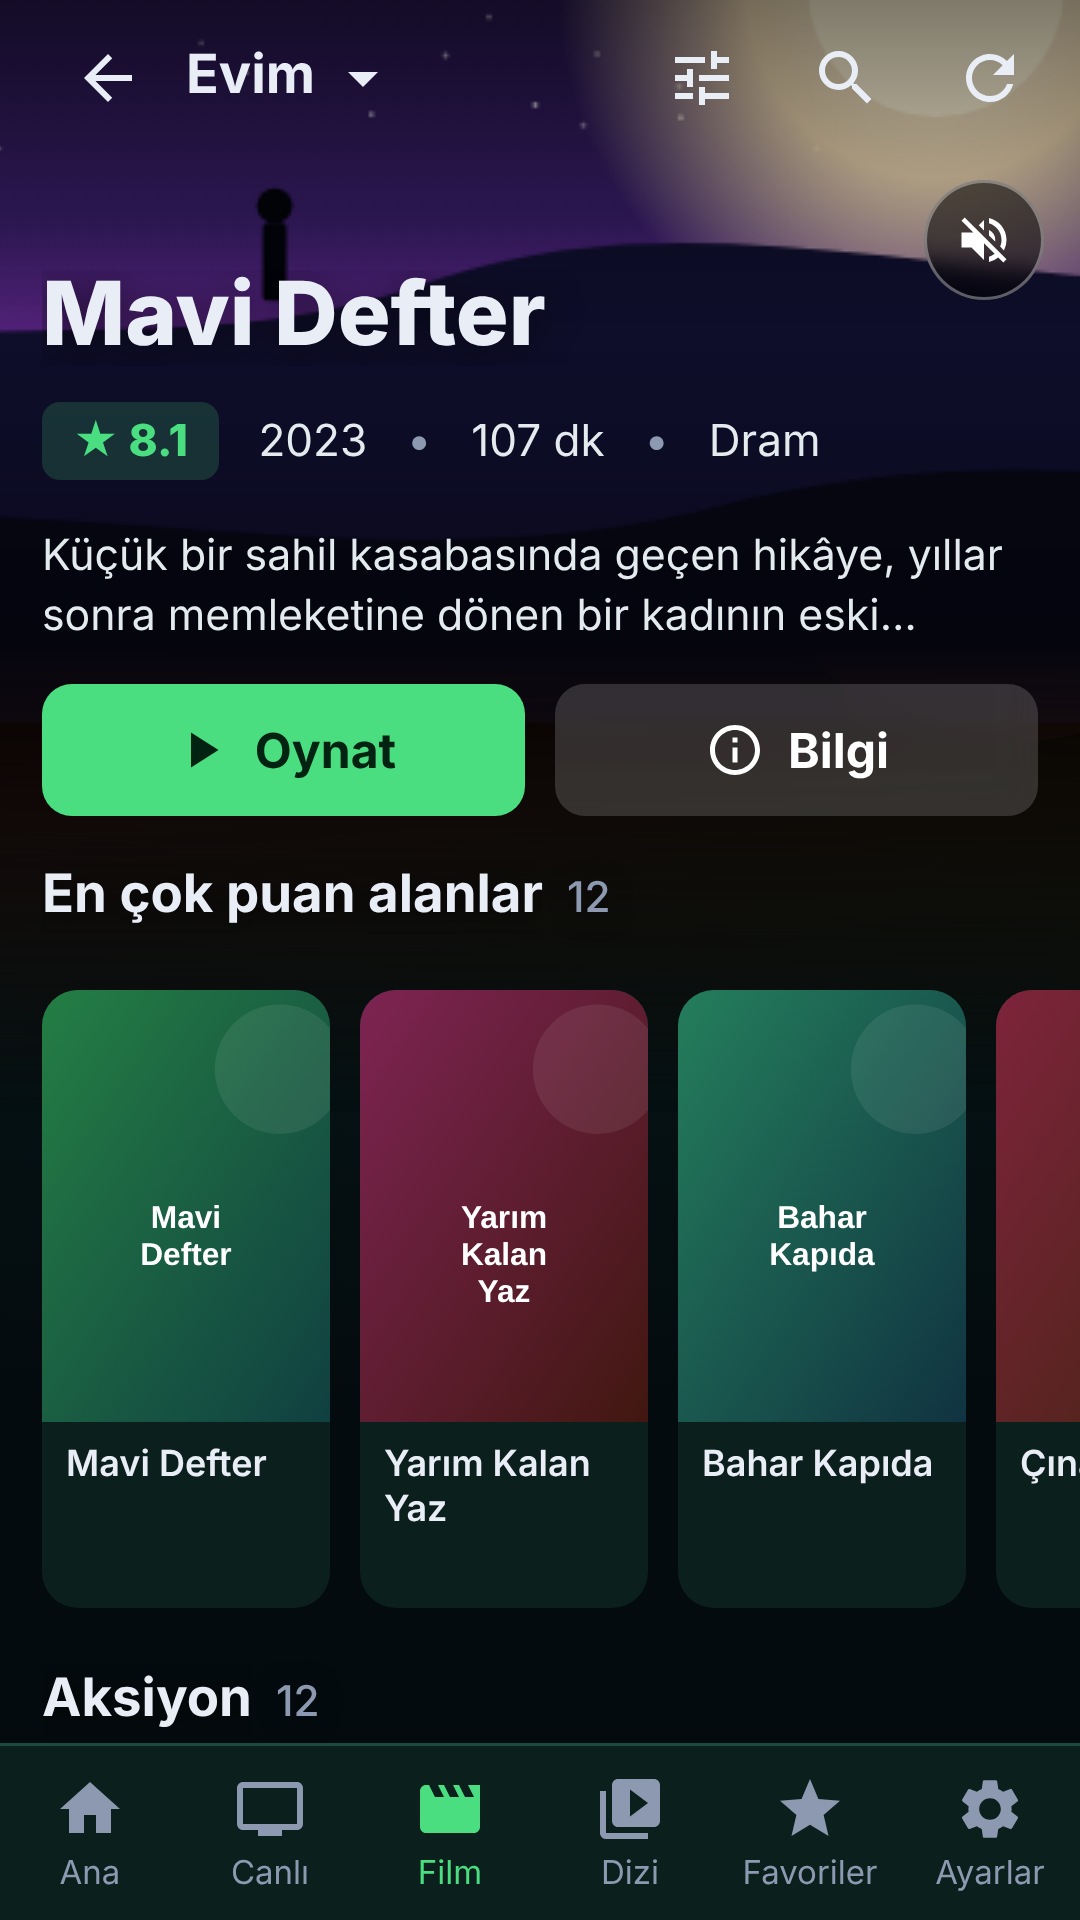 Evim
Mavi Defter
★ 8.1 2023 • 107 dk • Dram
Küçük bir sahil kasabasında geçen hikâye, yıllar
sonra memleketine dönen bir kadının eski...
Oynat
Bilgi
En çok puan alanlar 12
Mavi
Defter
Yarım
Kalan
Yaz
Bahar
Kapıda
Mavi Defter
Yarım Kalan
Yaz
Bahar Kapıda
Aksiyon 12
Ana
Canlı
Film
Dizi
Favoriler
Ayarlar